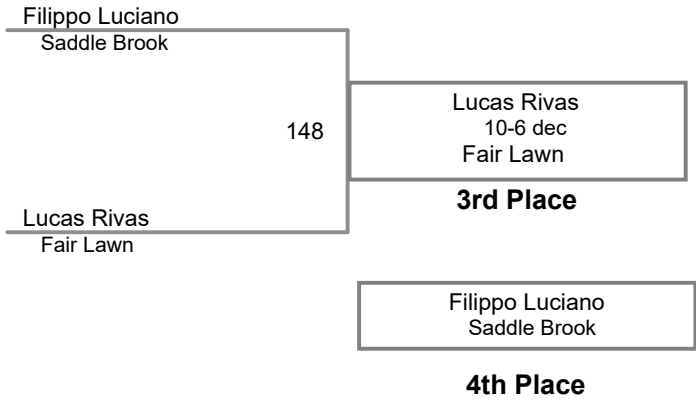 Filippo Luciano
Saddle Brook
148
Lucas Rivas
10-6 dec
Fair Lawn
3rd Place
Lucas Rivas
Fair Lawn
Filippo Luciano
Saddle Brook
4th Place